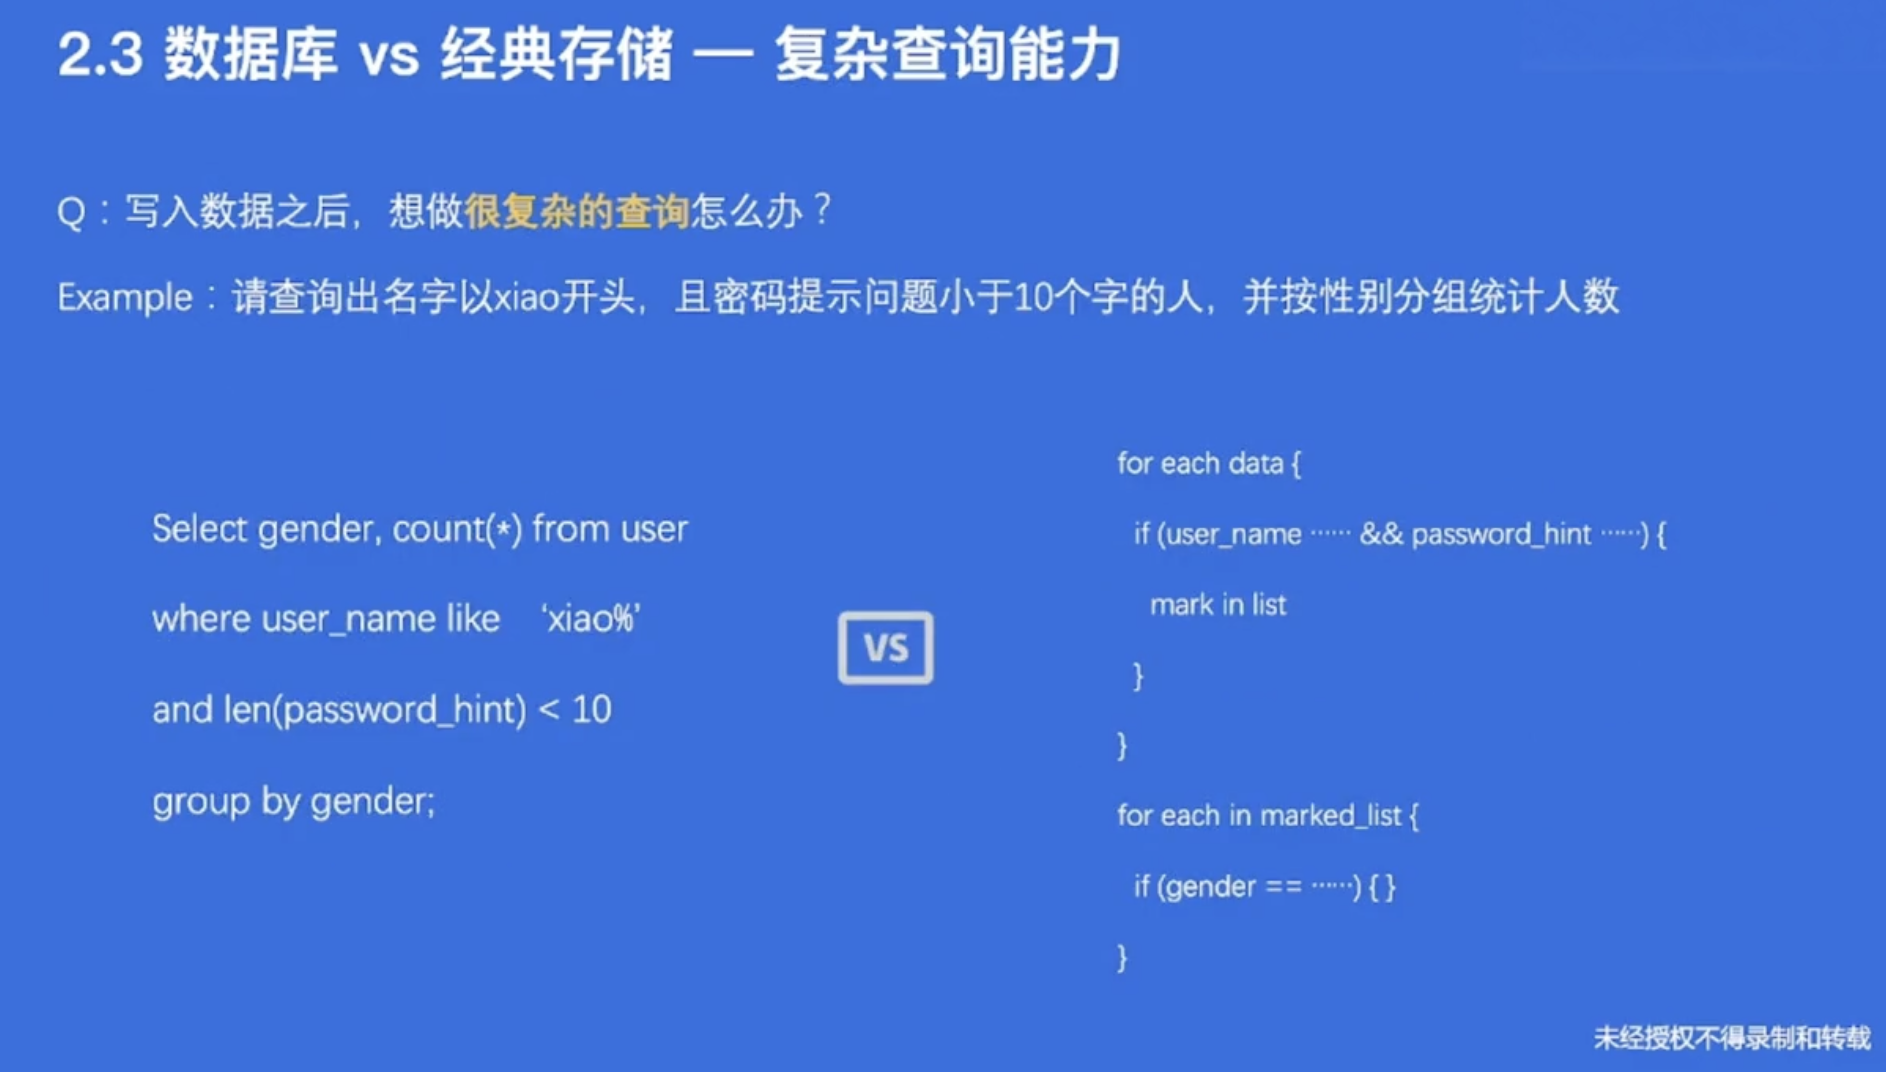 2.3 数据库 vs 经典存储 — 复杂查询能力
Q：写入数据之后，想做很复杂的查询怎么办？
Example：请查询出名字以xiao开头，且密码提示问题小于10个字的人，并按性别分组统计人数
Select gender, count(*) from user
where user_name like ‘xiao%’
and len(password_hint) < 10
group by gender;
VS
for each data {
if (user_name …… && password_hint ……) {
mark in list
}
}
for each in marked_list {
if (gender == ……) { }
}
未经授权不得录制和转载